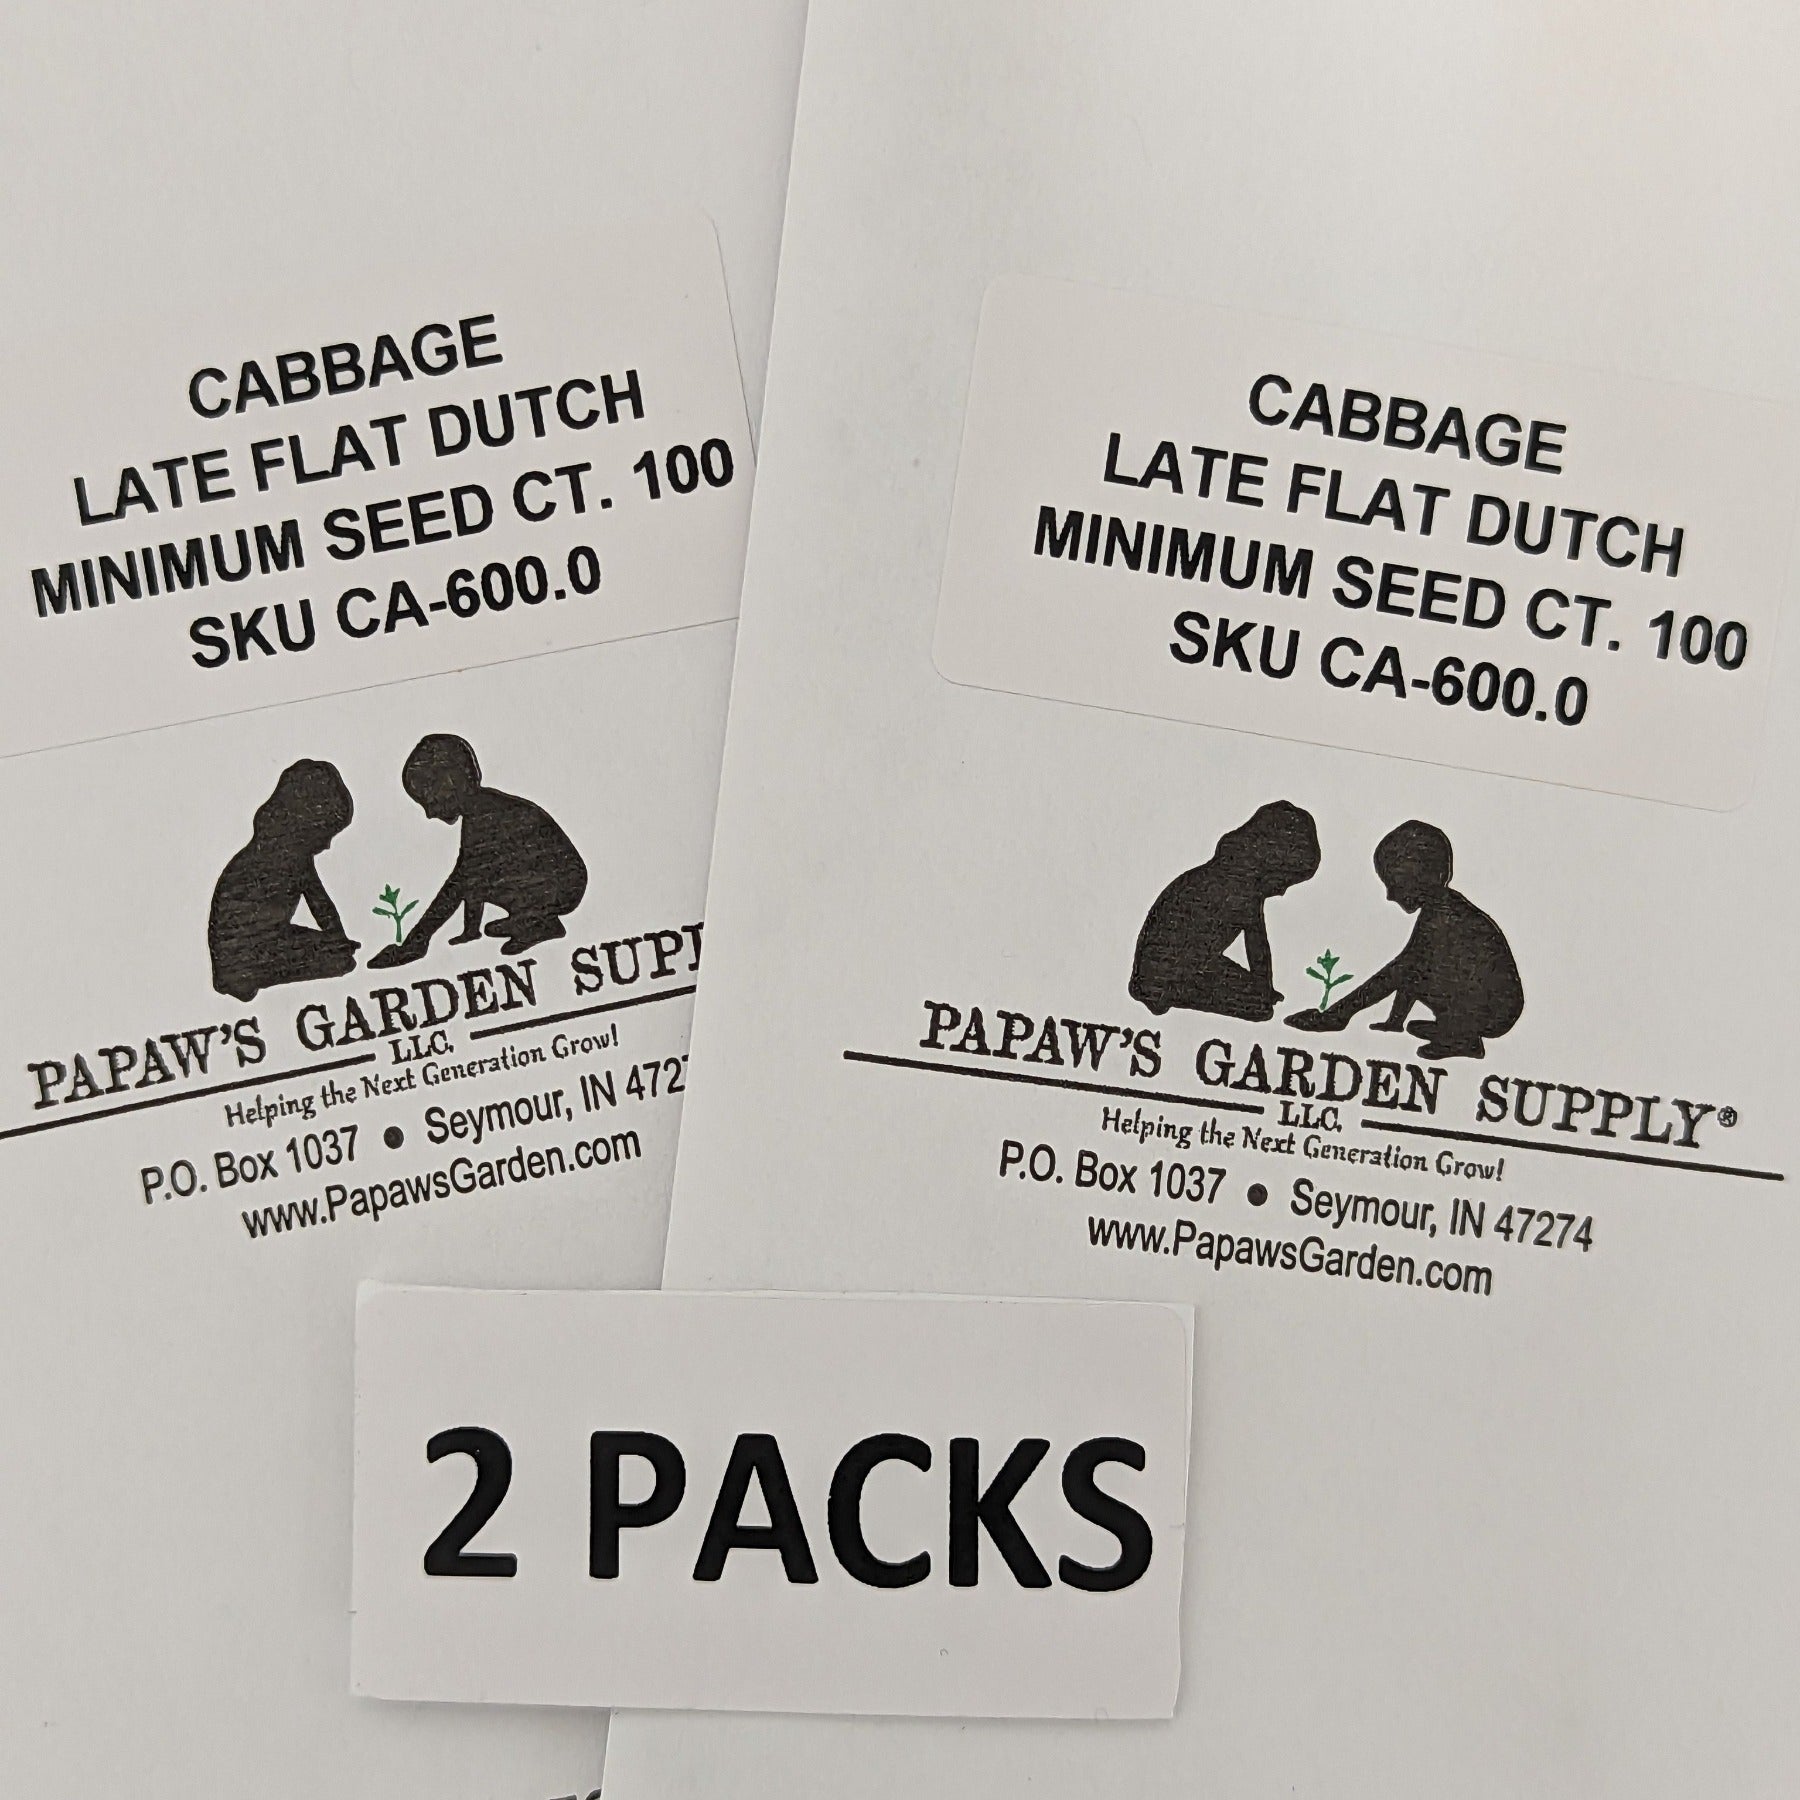 CABBAGE
LATE FLAT DUTCH
MINIMUM SEED CT. 100
SKU CA-600.0
PAPAW'S GARDEN SUPPL
LLC.
Helping the Next Generation Grow!
P.O. Box 1037 • Seymour, IN 4727
www.PapawsGarden.com
CABBAGE
LATE FLAT DUTCH
MINIMUM SEED CT. 100
SKU CA-600.0
PAPAW'S GARDEN SUPPLY®
LLC.
Helping the Next Generation Grow!
P.O. Box 1037 • Seymour, IN 47274
www.PapawsGarden.com
2 PACKS